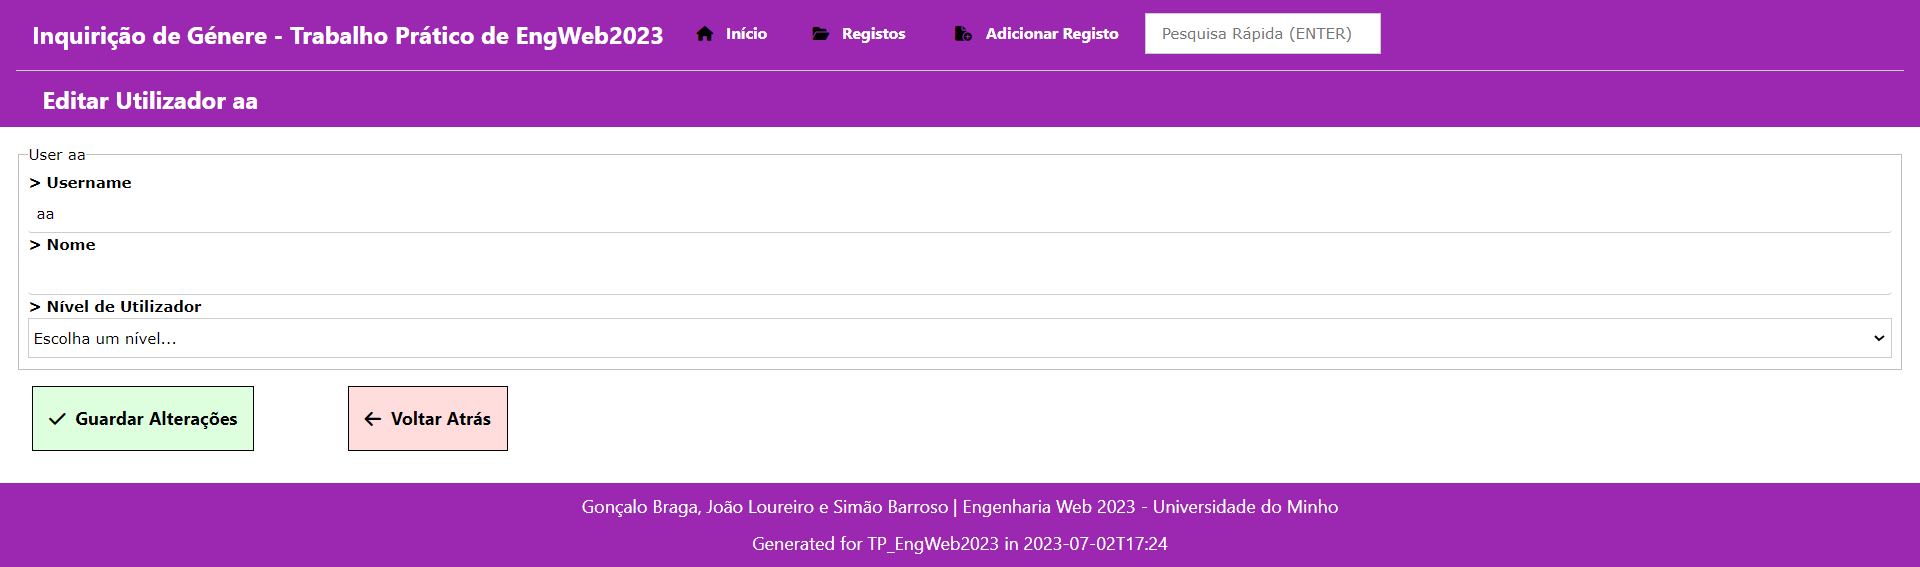 Inquirição de Génere - Trabalho Prático de EngWeb2023 Início Registos Adicionar Registo Pesquisa Rápida (ENTER)
Editar Utilizador aa
User aa
> Username
aa
> Nome
> Nível de Utilizador
Escolha um nível...
Guardar Alterações Voltar Atrás
Gonçalo Braga, João Loureiro e Simão Barroso | Engenharia Web 2023 - Universidade do Minho
Generated for TP_EngWeb2023 in 2023-07-02T17:24